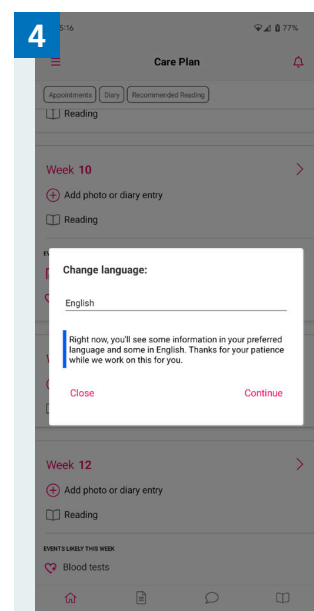 4
5:16
77%
Care Plan
Appointments Diary Recommended Reading
Reading
Week 10
Add photo or diary entry
Reading
Change language:
English
Right now, you'll see some information in your preferred
language and some in English. Thanks for your patience
while we work on this for you.
Close Continue
Week 12
Add photo or diary entry
Reading
EVENTS LIKELY THIS WEEK
Blood tests